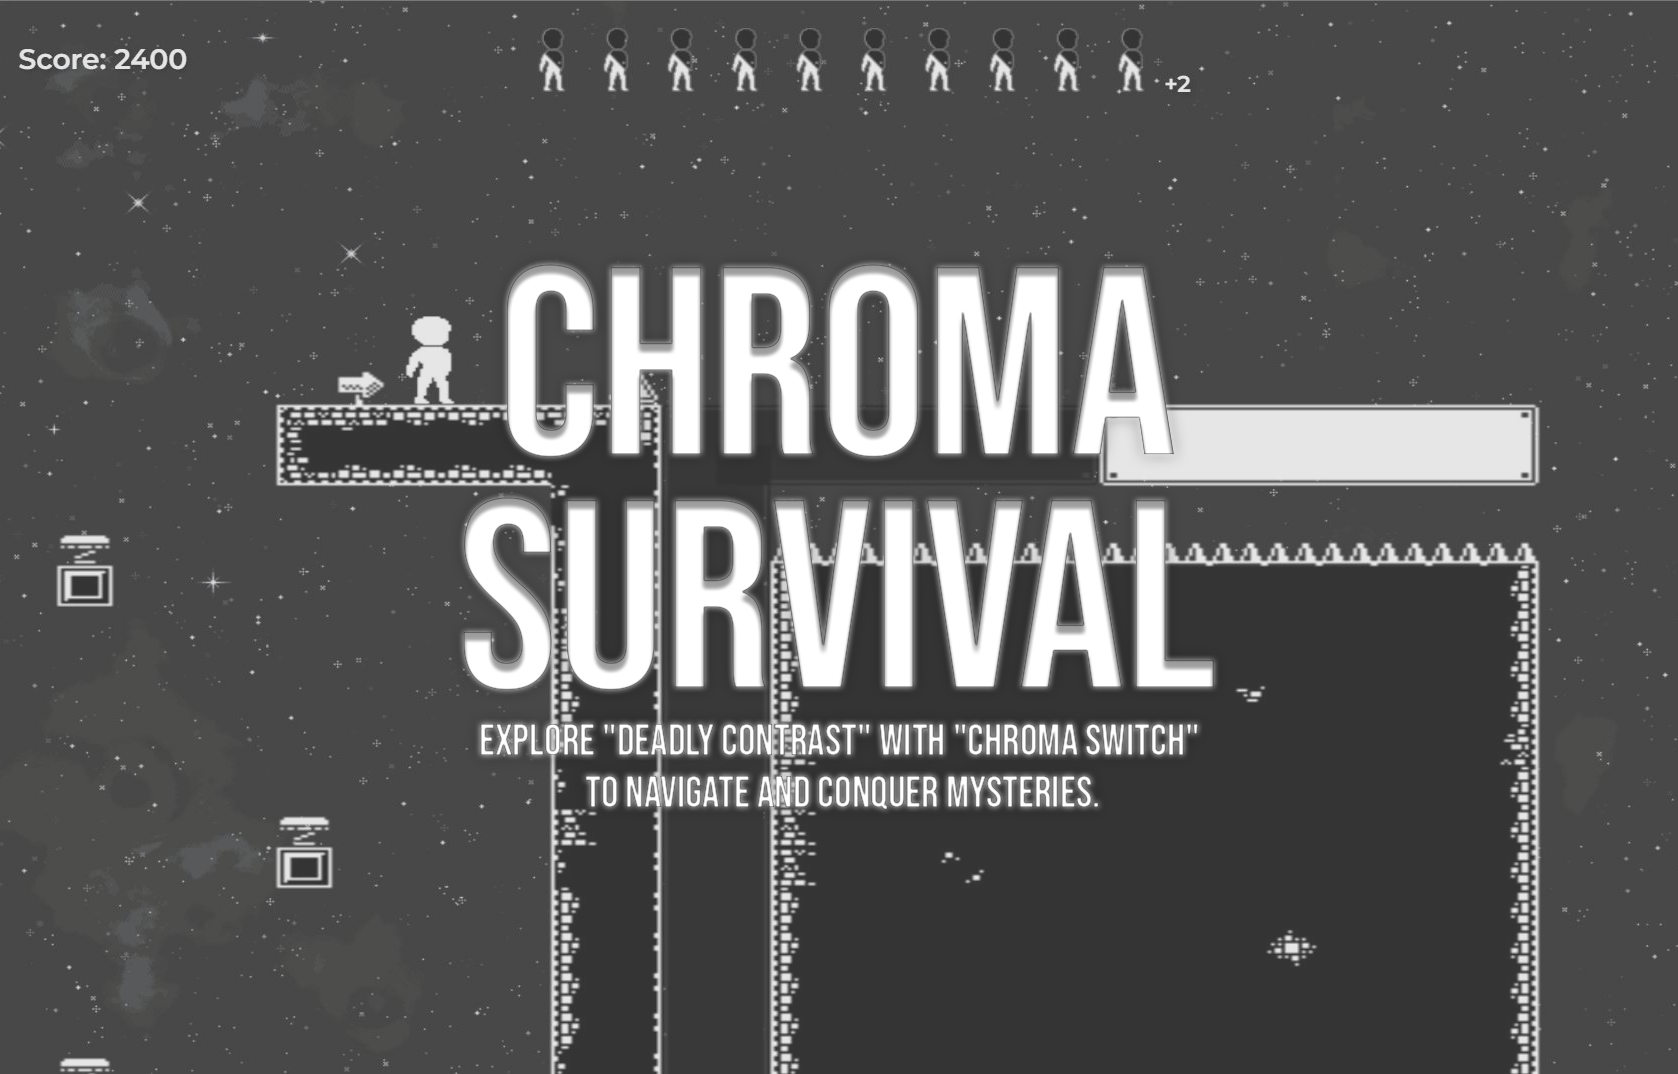 Score: 2400
+2
CHROMA
SURVIVAL
EXPLORE "DEADLY CONTRAST" WITH "CHROMA SWITCH"
TO NAVIGATE AND CONQUER MYSTERIES.